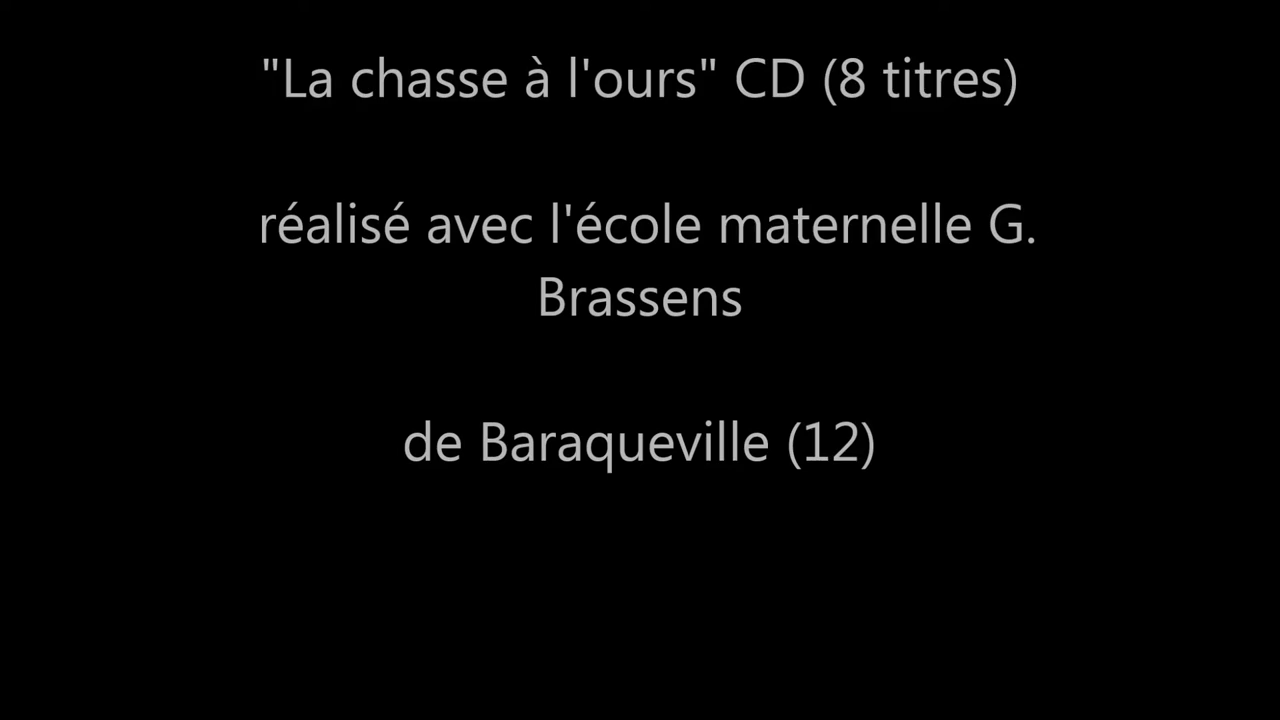 "La chasse à l'ours" CD (8 titres)
réalisé avec l'école maternelle G.
Brassens
de Baraqueville (12)